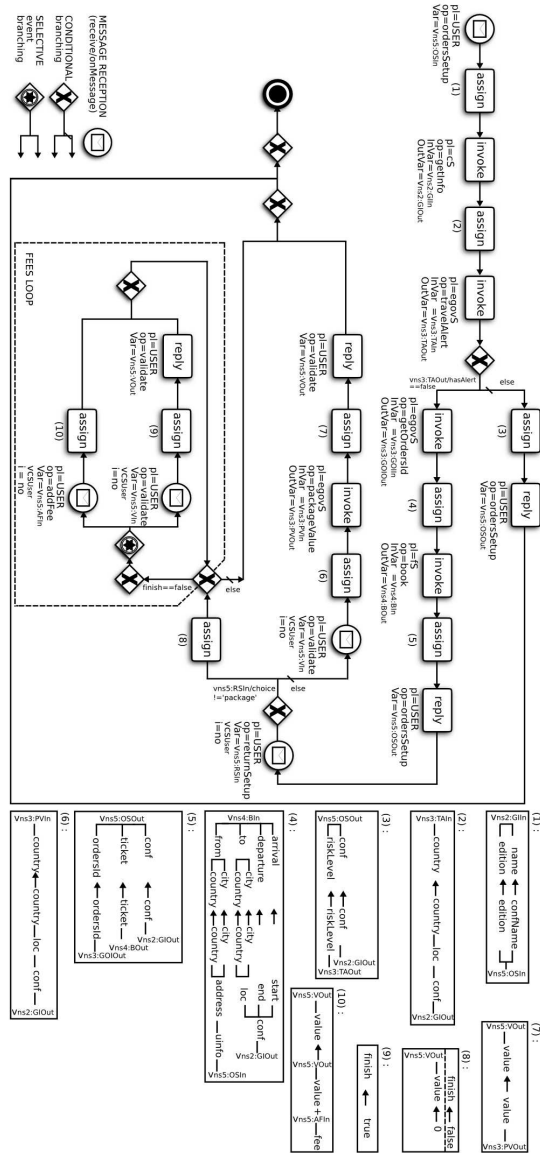 pl=USER
op=ordersSetup
Var=vns5:OSIn
assign
(1)
invoke
pl=cS
op=getInfo
InVar=vns2:GIIn
OutVar=vns2:GIOut
assign
(2)
invoke
pl=egovS
op=travelAlert
InVar =vns3:TAIn
OutVar=vns3:TAOut
vns3:TAOut/hasAlert
==false
else
assign
(3)
reply
pl=USER
op=ordersSetup
Var=vns5:OSOut
invoke
pl=egovS
op=getOrdersId
InVar =vns3:GOIIn
OutVar=vns3:GOIOut
assign
(4)
invoke
pl=fS
op=book
InVar =vns4:BIn
OutVar=vns4:BOut
assign
(5)
reply
pl=USER
op=ordersSetup
Var=vns5:OSOut
pl=USER
op=returnSetup
Var=vns5:RSIn
i=no
vns5:RSIn/choice
!='package'
else
pl=USER
op=validate
Var=vns5:VIn
vcsUser
i=no
assign
(6)
invoke
pl=egovS
op=packageValue
InVar =vns3:PVIn
OutVar=vns3:PVOut
assign
(7)
reply
pl=USER
op=validate
Var=vns5:VOut
assign
(8)
else
finish==false
FEES LOOP
pl=USER
op=validate
Var=vns5:VIn
vcsUser
i=no
assign
(9)
reply
pl=USER
op=validate
Var=vns5:VOut
pl=USER
op=addFee
Var=vns5:AFIn
vcsUser
i = no
assign
(10)
MESSAGE RECEPTION
(receive/onMessage)
CONDITIONAL
branching
SELECTIVE
event
branching
(1) :
Vns2:GIIn
name confName
edition edition
Vns5:OSIn
(2) :
Vns3:TAIn
country country loc conf
Vns2:GIOut
(3) :
Vns5:OSOut
conf conf
Vns2:GIOut
riskLevel riskLevel
Vns3:TAOut
(4) :
Vns4:BIn
arrival start
departure end
conf
Vns2:GIOut
to
city city
country country
loc
from
city city
country country
address uinfo
Vns5:OSIn
(5) :
Vns5:OSOut
conf conf
Vns2:GIOut
ticket ticket
Vns4:BOut
ordersId ordersId
Vns3:GOIOut
(6) :
Vns3:PVIn
country country loc conf
Vns2:GIOut
(7) :
Vns5:VOut
value value
Vns3:PVOut
(8) :
finish false
Vns5:VOut
value 0
(9) :
finish true
(10) :
Vns5:VOut value Vns5:VOut value + Vns5:AFIn fee